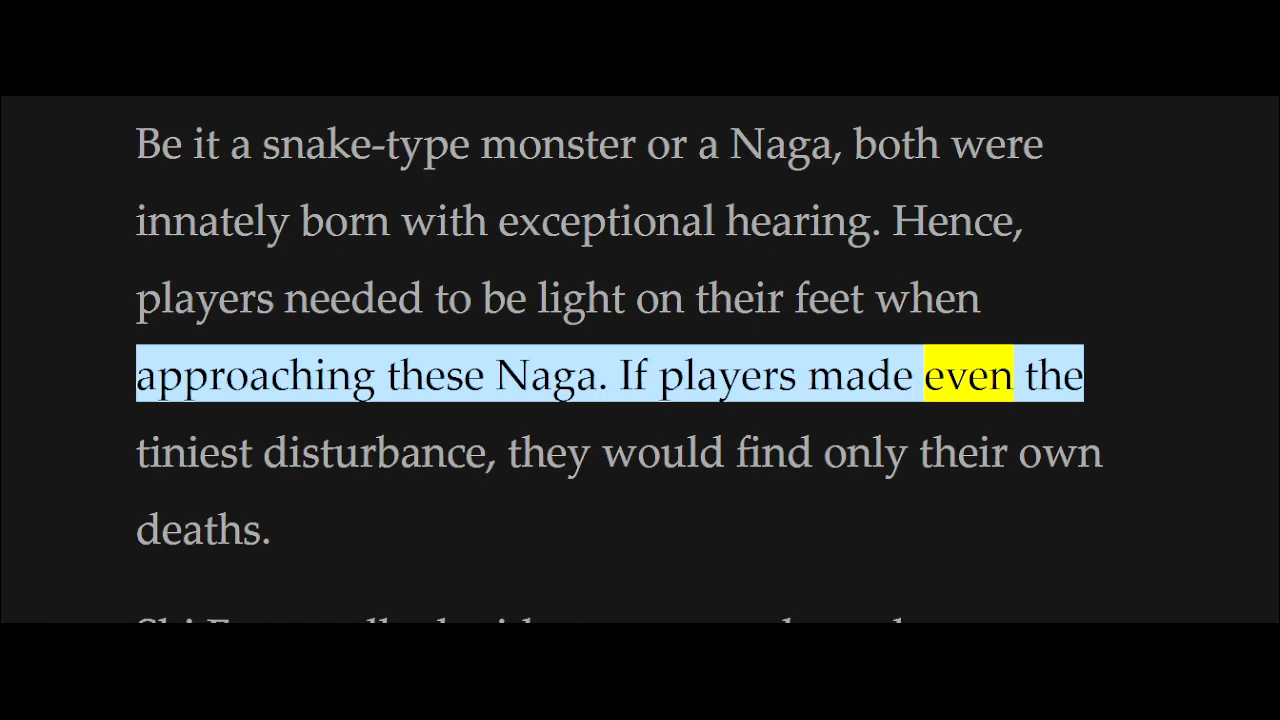 Be it a snake-type monster or a Naga, both were
innately born with exceptional hearing. Hence,
players needed to be light on their feet when
approaching these Naga. If players made even the
tiniest disturbance, they would find only their own
deaths.